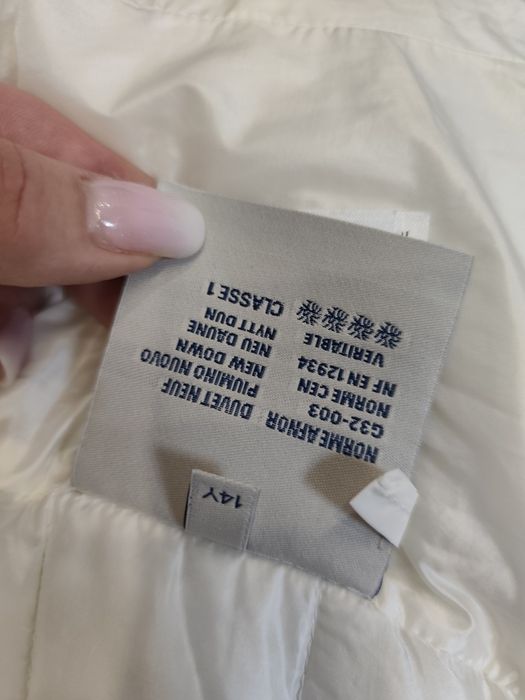 NORME AFNOR
G32-003
NORME CEN
NF EN 12934
VERITABLE
DUVET NEUF
PIUMINO NUOVO
NEW DOWN
NEU DAUNE
NYTT DUN
CLASSE 1
14Y